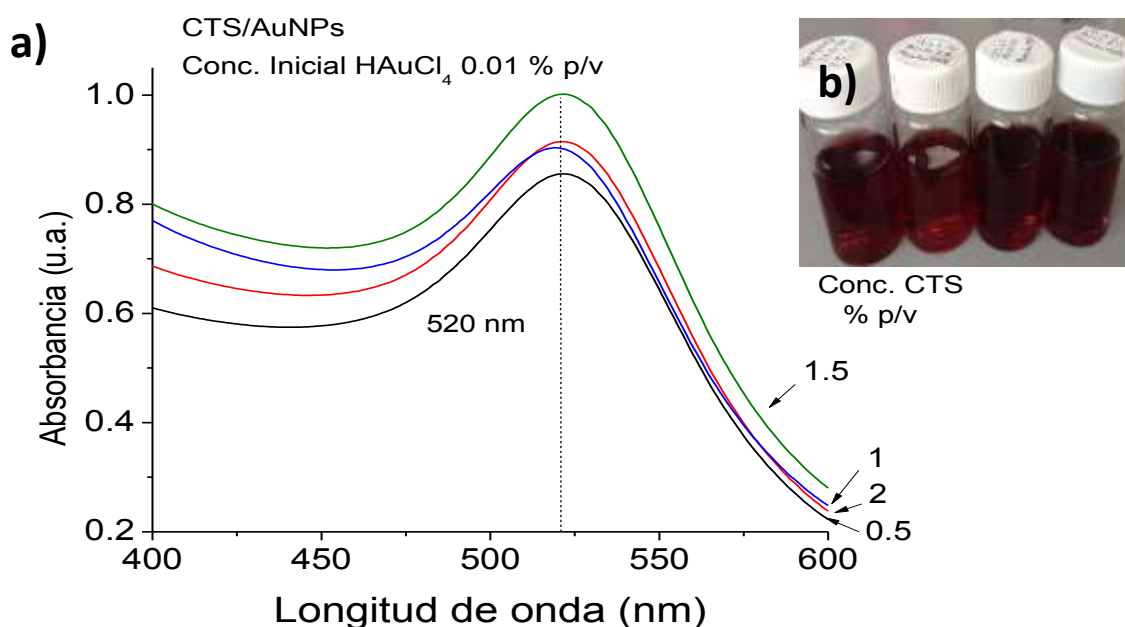 a)
CTS/AuNPs
Conc. Inicial HAuCl₄ 0.01 % p/v
b)
Conc. CTS
% p/v
Absorbancia (u.a.)
1.0
0.8
0.6
0.4
0.2
520 nm
1.5
1
2
0.5
400
450
500
550
600
Longitud de onda (nm)